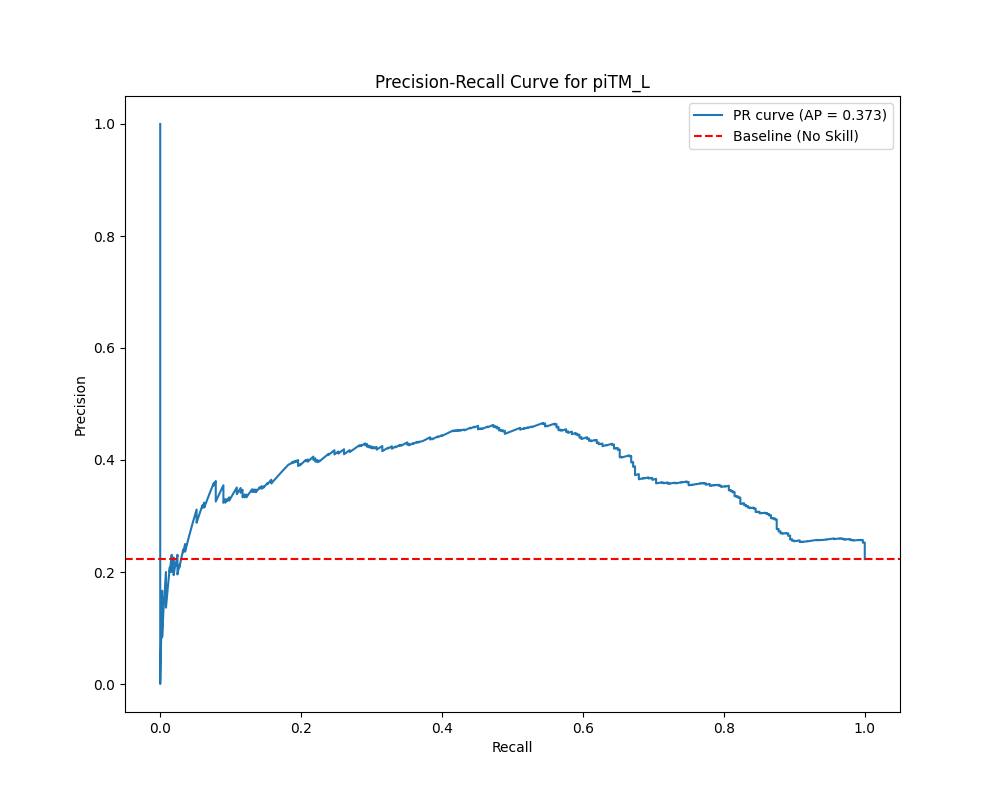 Precision-Recall Curve for piTM_L
PR curve (AP = 0.373)
Baseline (No Skill)
1.0
0.8
0.6
0.4
0.2
0.0
Precision
0.0 0.2 0.4 0.6 0.8 1.0
Recall